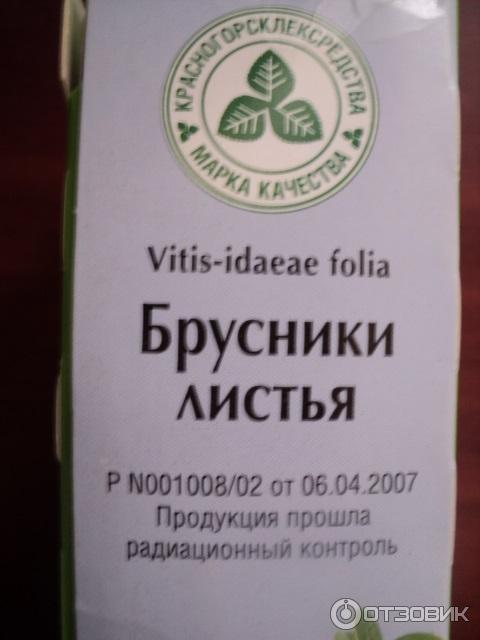 КРАСНОГОРСКЛЕКСРЕДСТВА
МАРКА КАЧЕСТВА
Vitis-idaeae folia
Брусники
листья
Р N001008/02 от 06.04.2007
Продукция прошла
радиационный контроль
ОТЗОВИК